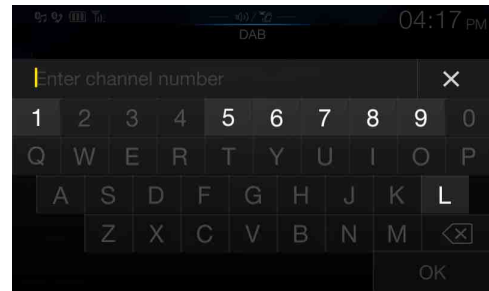 04:17 PM
DAB
Enter channel number
1 2 3 4 5 6 7 8 9 0
Q W E R T Y U I O P
A S D F G H J K L
Z X C V B N M
OK